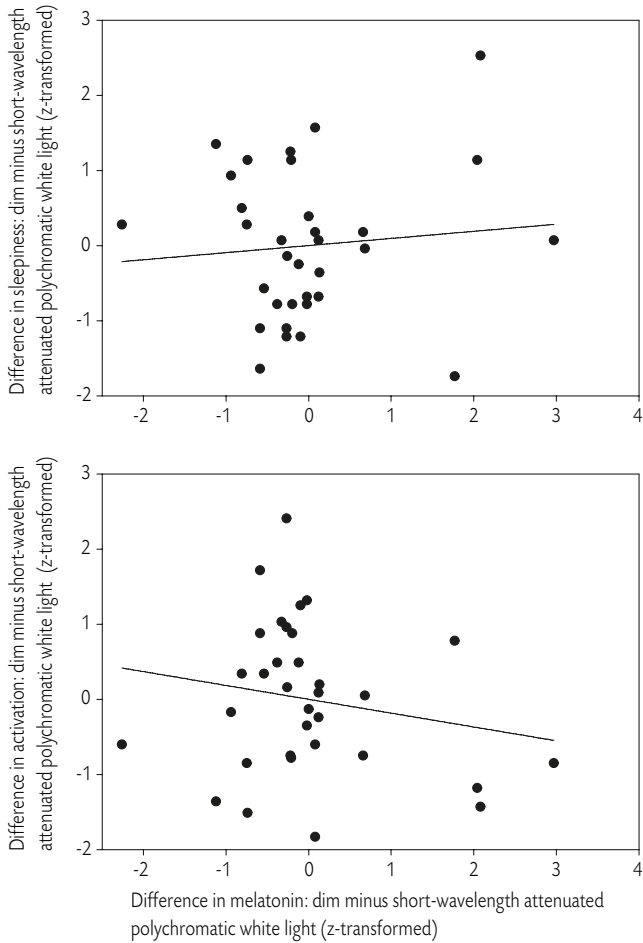 Difference in sleepiness: dim minus short-wavelength
attenuated polychromatic white light (z-transformed)
3
2
1
0
-1
-2
-2 -1 0 1 2 3 4
Difference in activation: dim minus short-wavelength
attenuated polychromatic white light (z-transformed)
3
2
1
0
-1
-2
-2 -1 0 1 2 3 4
Difference in melatonin: dim minus short-wavelength attenuated
polychromatic white light (z-transformed)